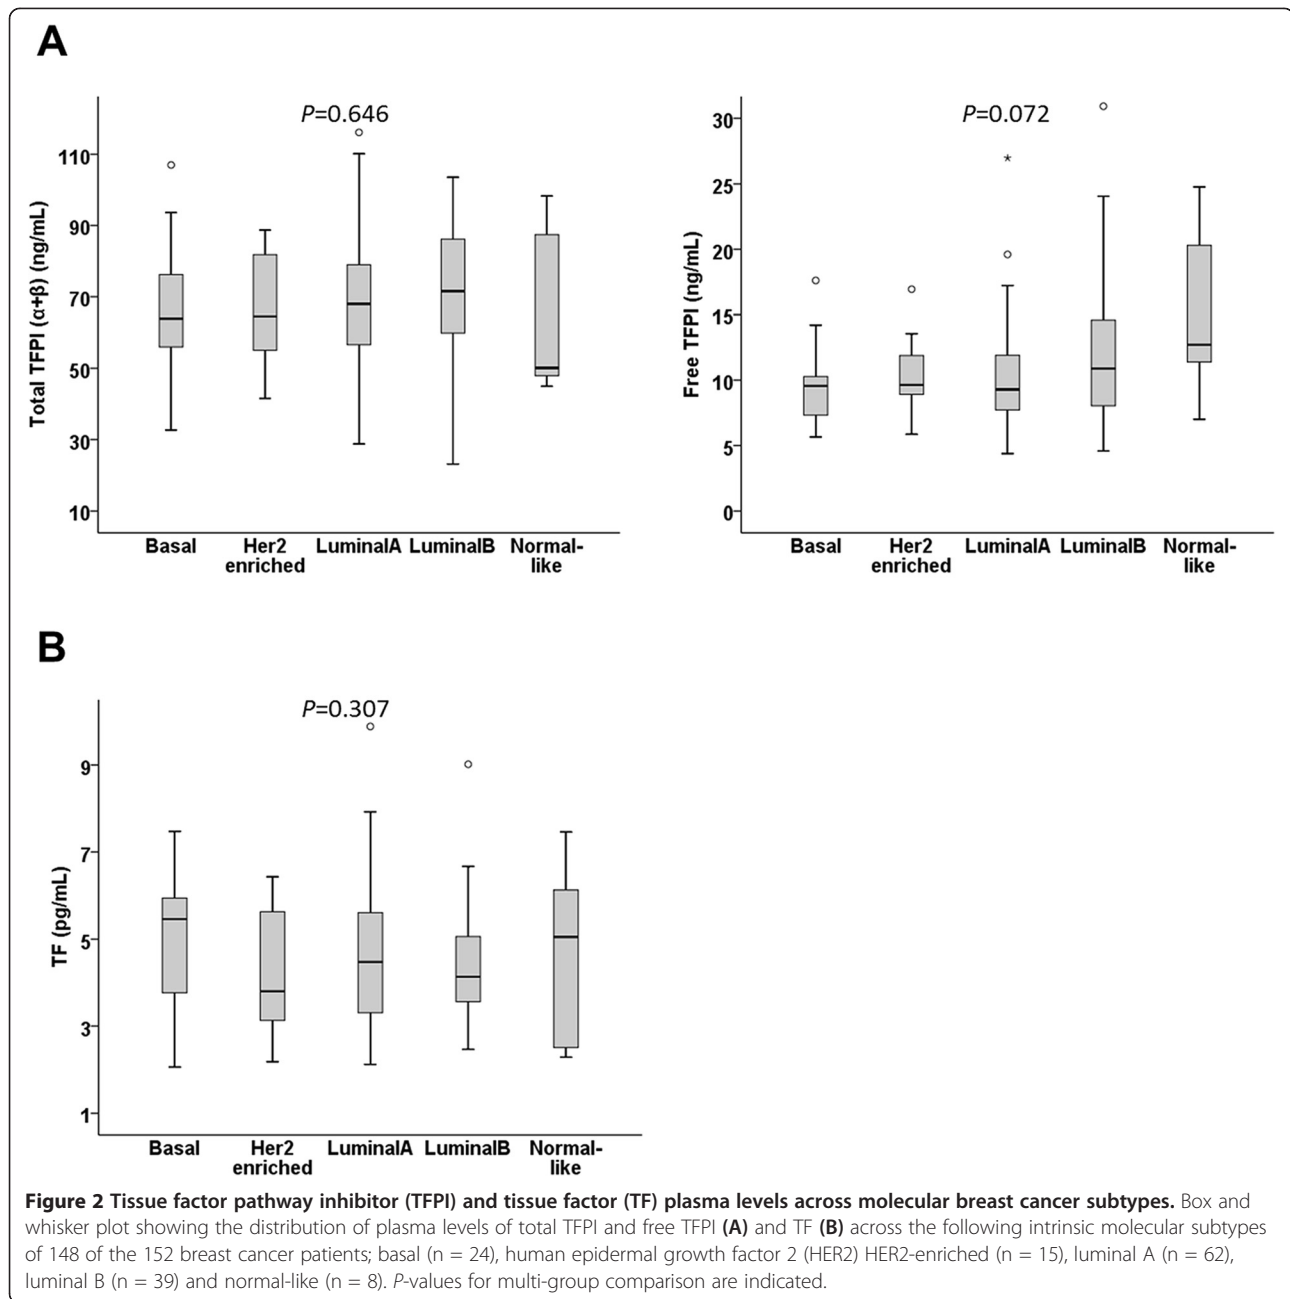 A
P=0.646
Total TFPI (α+β) (ng/mL)
110
90
70
50
30
10
Basal
Her2
enriched
LuminalA
LuminalB
Normal-
like
P=0.072
Free TFPI (ng/mL)
30
25
20
15
10
5
0
Basal
Her2
enriched
LuminalA
LuminalB
Normal-
like
B
P=0.307
TF (pg/mL)
9
7
5
3
1
Basal
Her2
enriched
LuminalA
LuminalB
Normal-
like
Figure 2 Tissue factor pathway inhibitor (TFPI) and tissue factor (TF) plasma levels across molecular breast cancer subtypes. Box and
whisker plot showing the distribution of plasma levels of total TFPI and free TFPI (A) and TF (B) across the following intrinsic molecular subtypes
of 148 of the 152 breast cancer patients; basal (n = 24), human epidermal growth factor 2 (HER2) HER2-enriched (n = 15), luminal A (n = 62),
luminal B (n = 39) and normal-like (n = 8). P-values for multi-group comparison are indicated.